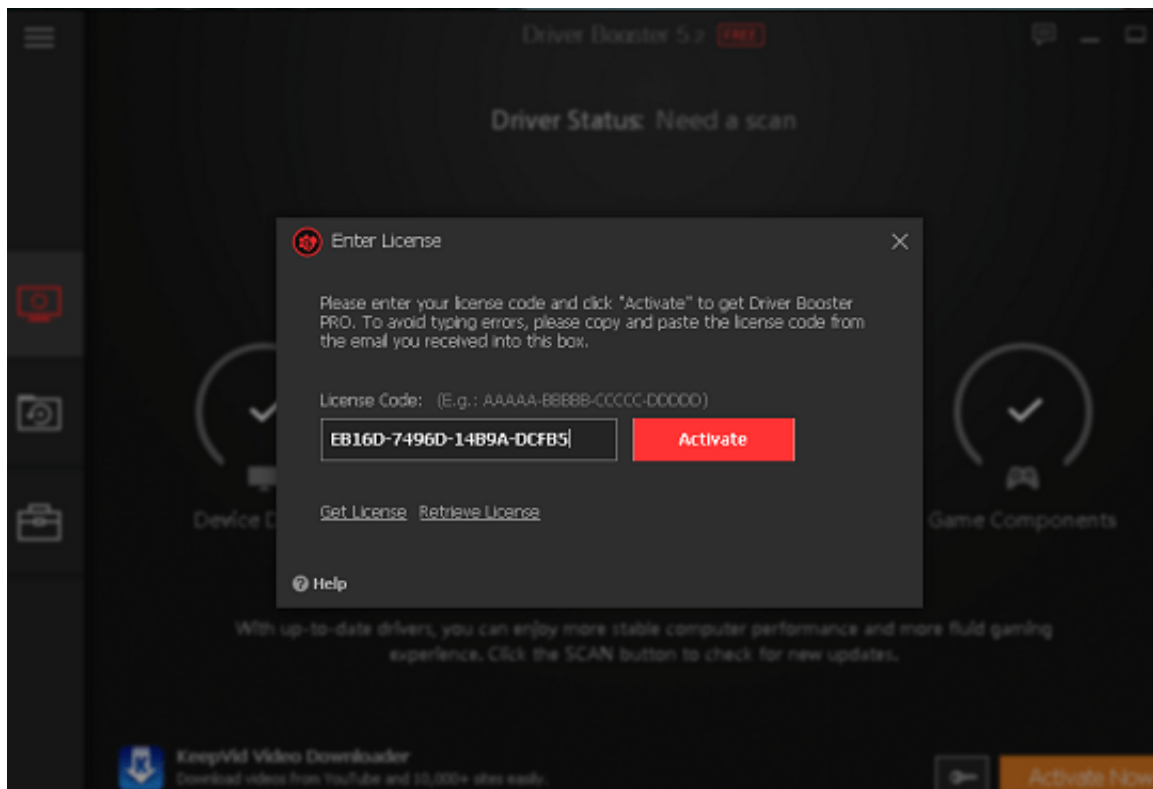 Driver Booster 5.2 FREE
Driver Status: Need a scan
Enter License
Please enter your license code and click "Activate" to get Driver Booster
PRO. To avoid typing errors, please copy and paste the license code from
the email you received into this box.
License Code: (E.g.: AAAAA-BBBBB-CCCCC-DDDDD)
EB16D-7496D-14B9A-DCFB5
Activate
Get License Retrieve License
Device D
Game Components
Help
With up-to-date drivers, you can enjoy more stable computer performance and more fluid gaming
experience. Click the SCAN button to check for new updates.
KeepVid Video Downloader
Download videos from YouTube and 10,000+ sites easily.
Activate Now